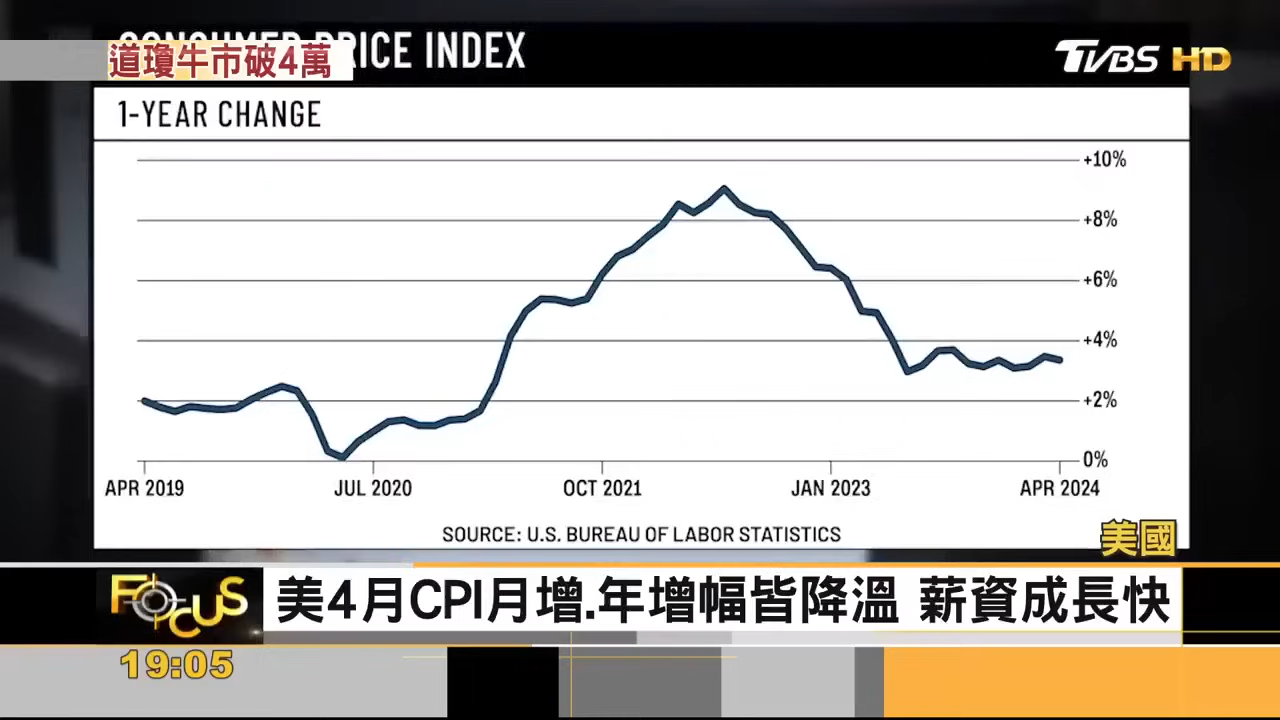 PRICE INDEX
道瓊牛市破4萬
TVBS HD
1-YEAR CHANGE
+10%
+8%
+6%
+4%
+2%
0%
APR 2019
JUL 2020
OCT 2021
JAN 2023
APR 2024
SOURCE: U.S. BUREAU OF LABOR STATISTICS
美國
FOCUS
美4月CPI月增.年增幅皆降溫 薪資成長快
19:05